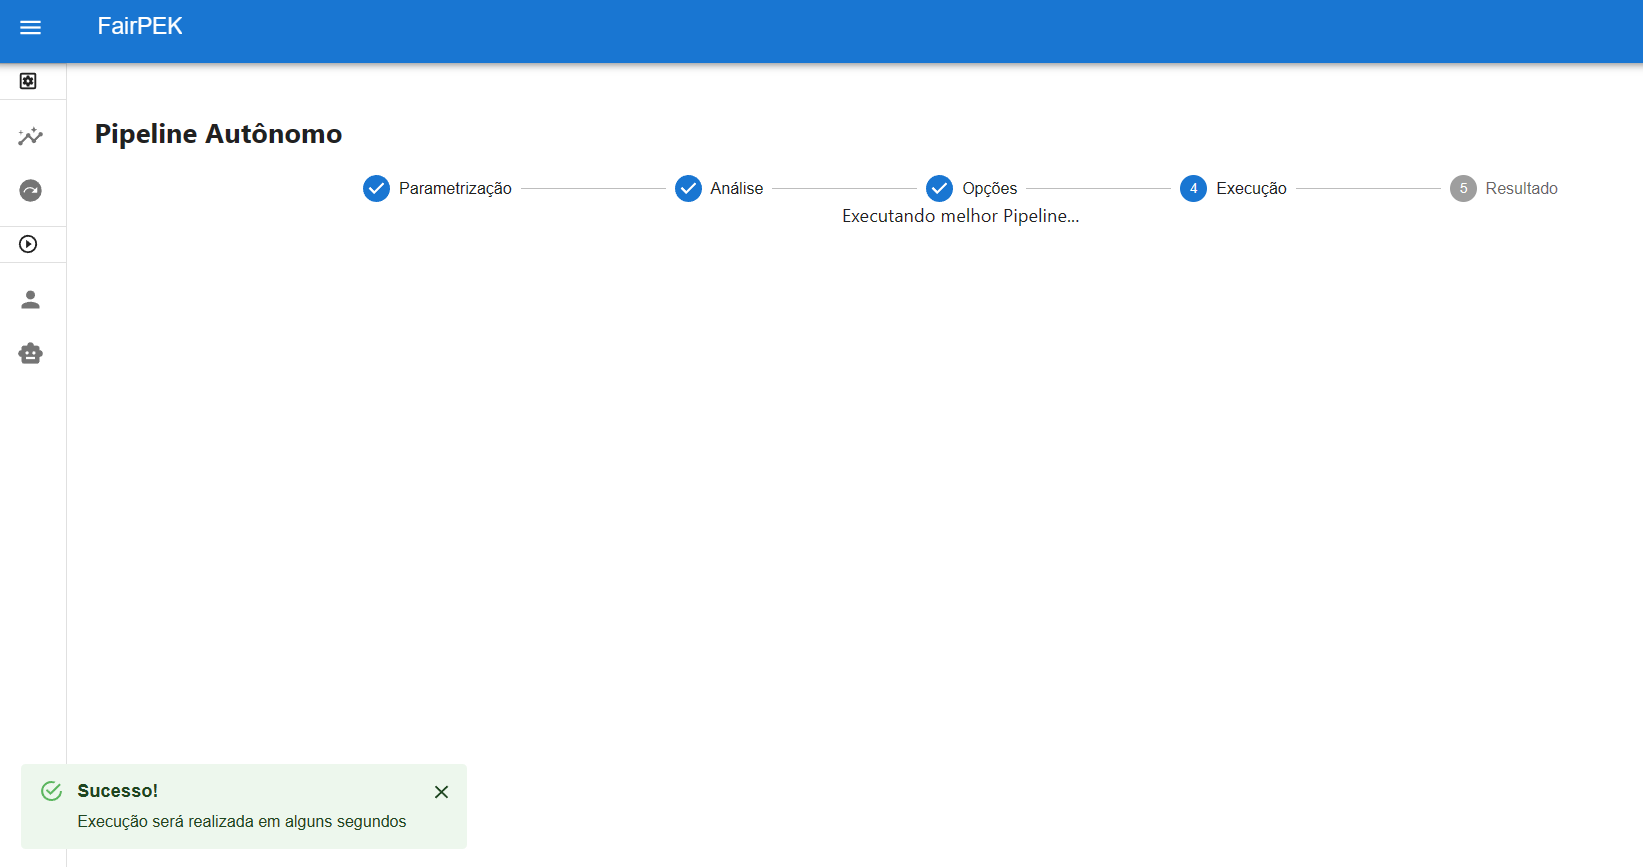 FairPEK
Pipeline Autônomo
Parametrização
Análise
Opções
4 Execução
5 Resultado
Executando melhor Pipeline...
Sucesso!
Execução será realizada em alguns segundos